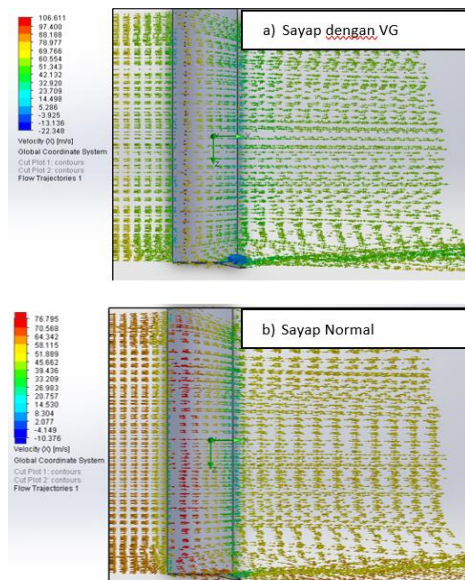 a) Sayap dengan VG
106.611
97.400
88.188
78.977
69.766
60.554
51.343
42.132
32.920
23.709
14.498
5.286
-3.925
-13.136
-22.348
Velocity (X) [m/s]
Global Coordinate System
Cut Plot 1: contours
Cut Plot 2: contours
Flow Trajectories 1
b) Sayap Normal
76.795
70.568
64.342
58.115
51.889
45.662
39.436
33.209
26.983
20.757
14.530
8.304
2.077
-4.149
-10.376
Velocity (X) [m/s]
Global Coordinate System
Cut Plot 1: contours
Cut Plot 2: contours
Flow Trajectories 1